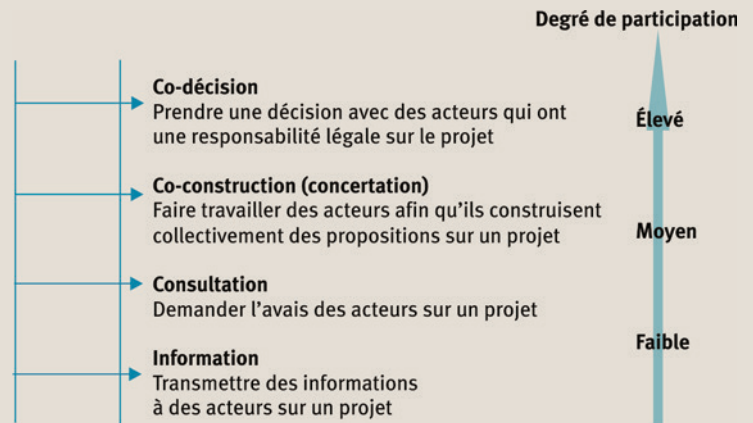 Degré de participation
Co-décision
Prendre une décision avec des acteurs qui ont
une responsabilité légale sur le projet
Élevé
Co-construction (concertation)
Faire travailler des acteurs afin qu'ils construisent
collectivement des propositions sur un projet
Moyen
Consultation
Demander l'avais des acteurs sur un projet
Faible
Information
Transmettre des informations
à des acteurs sur un projet